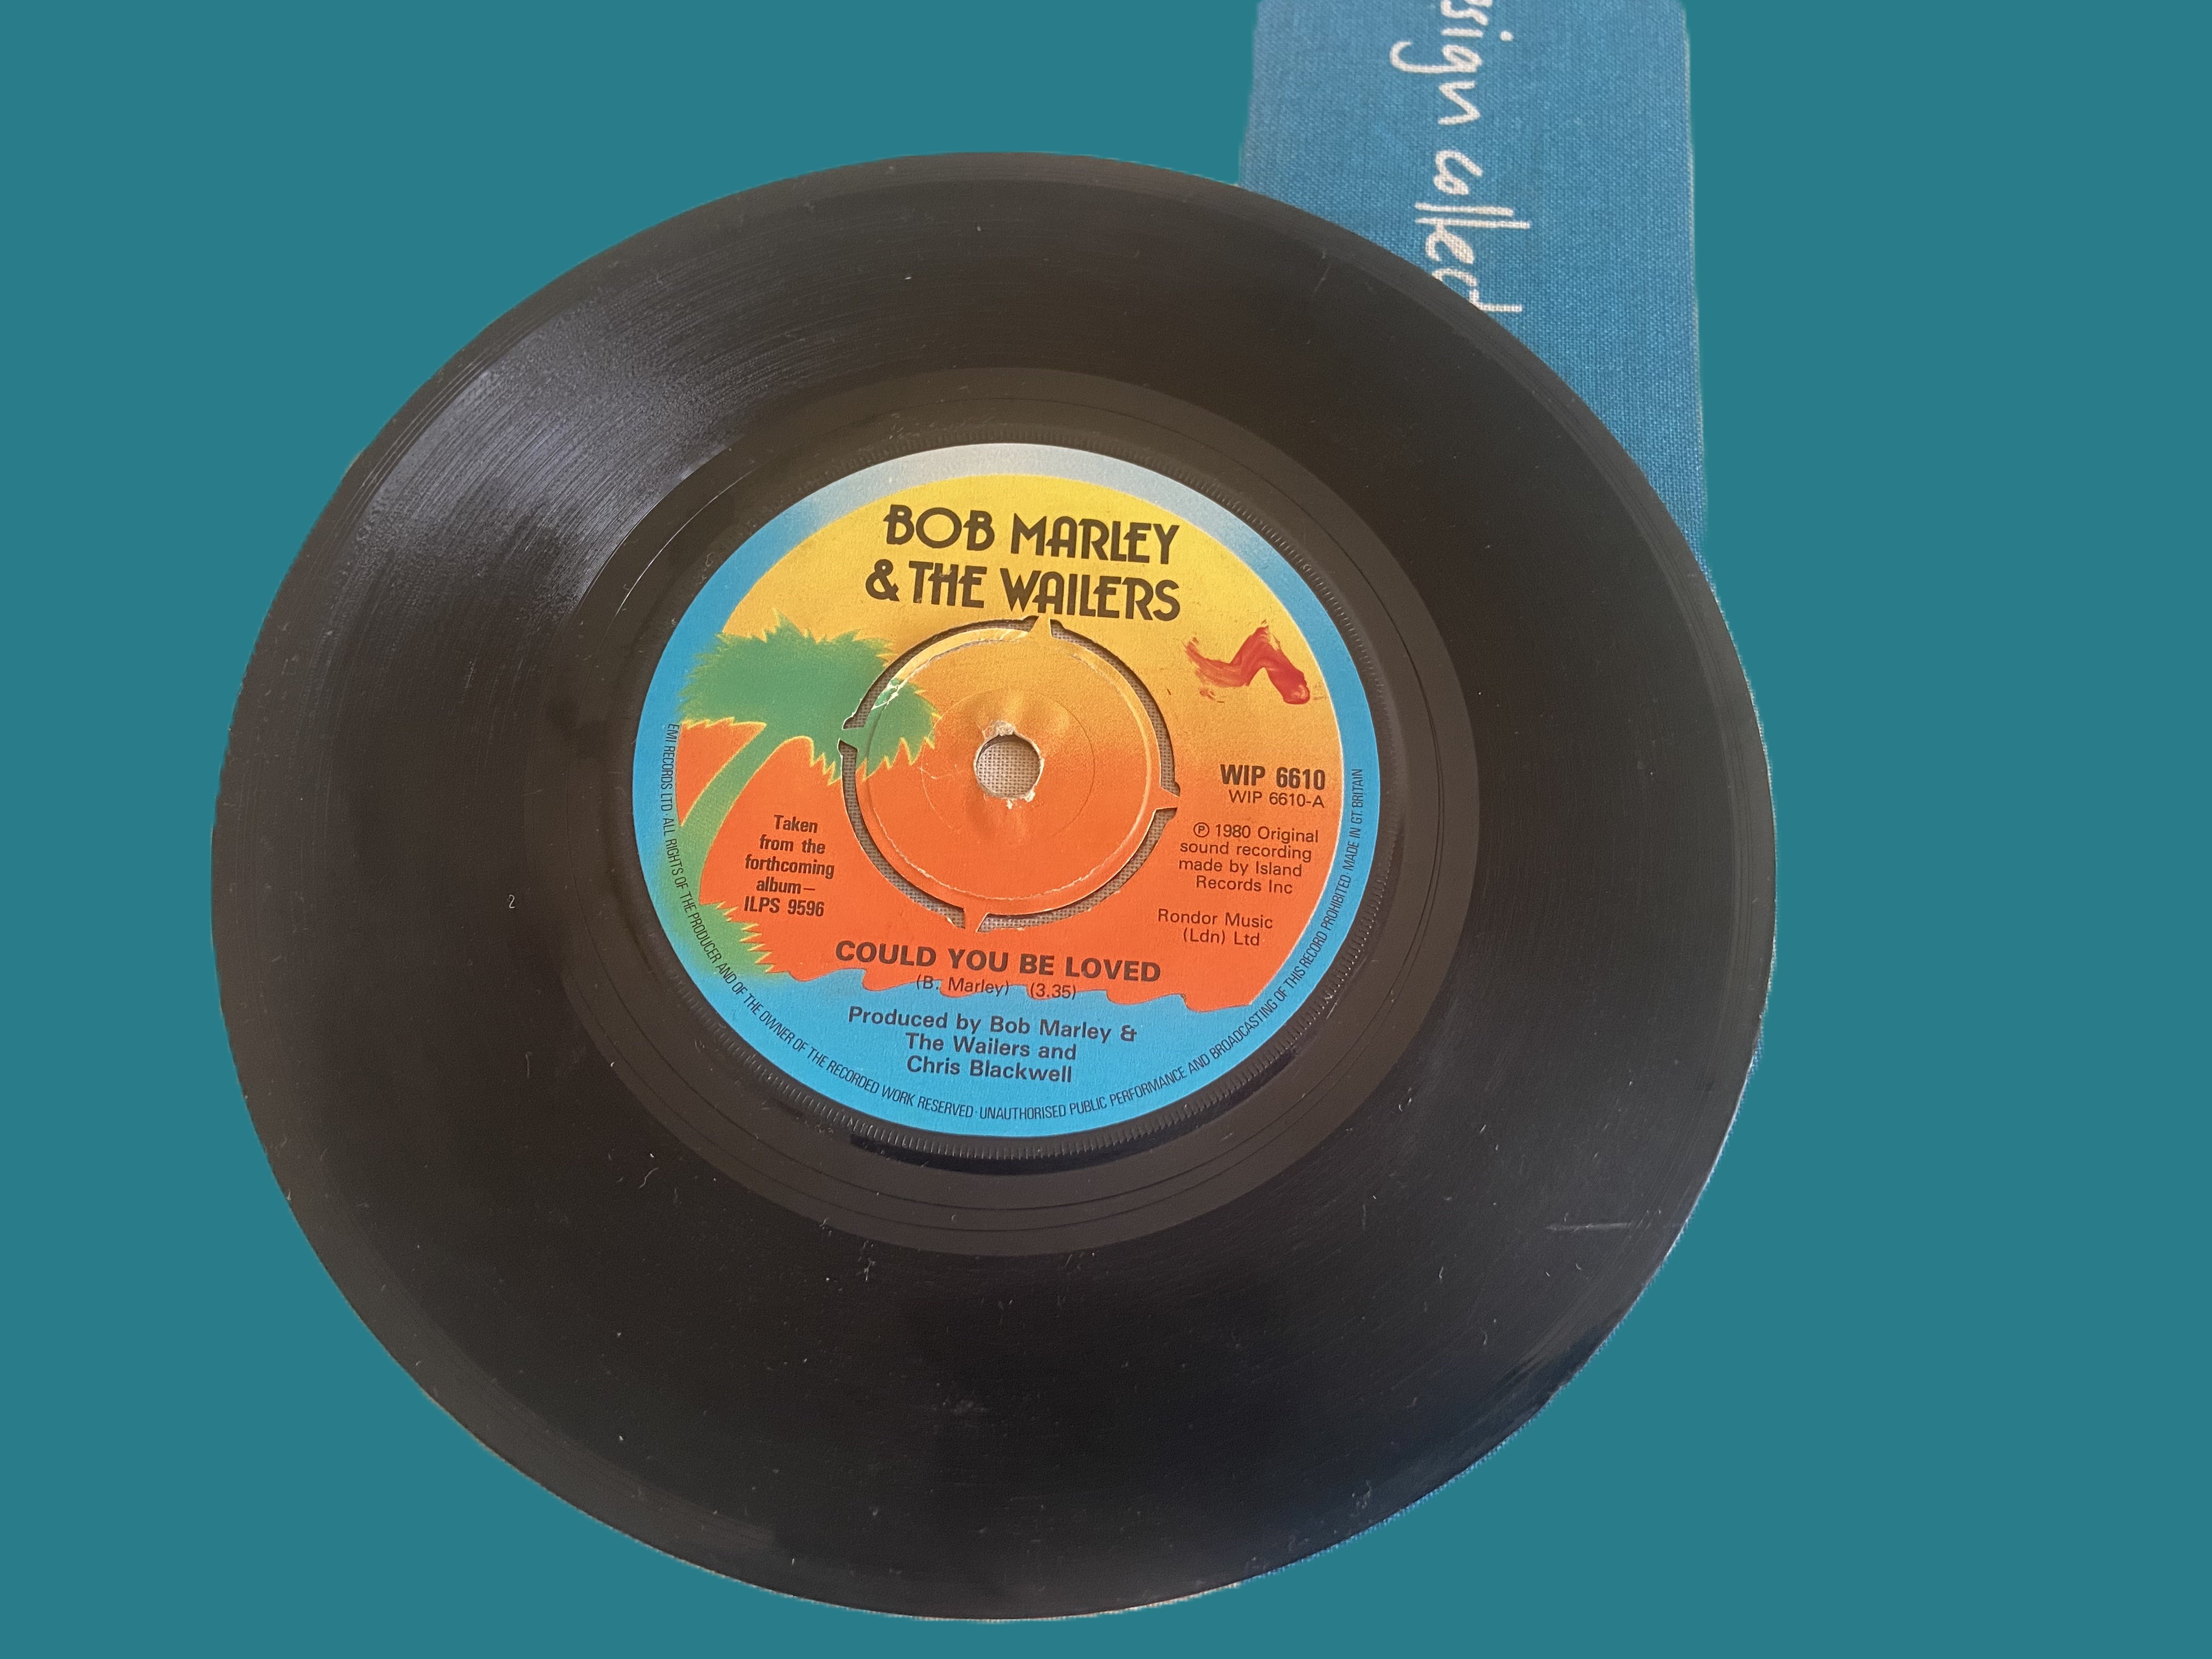 sign collect
BOB MARLEY
& THE WAILERS
WIP 6610
WIP 6610-A
Taken
from the
forthcoming
album—
ILPS 9596
℗ 1980 Original
sound recording
made by Island
Records Inc
Rondor Music
(Ldn) Ltd
COULD YOU BE LOVED
(B. Marley) (3.35)
Produced by Bob Marley &
The Wailers and
Chris Blackwell
EMI RECORDS LTD · ALL RIGHTS OF THE PRODUCER AND OF THE OWNER OF THE RECORDED WORK RESERVED · UNAUTHORISED PUBLIC PERFORMANCE AND BROADCASTING OF THIS RECORD PROHIBITED MADE IN GT. BRITAIN